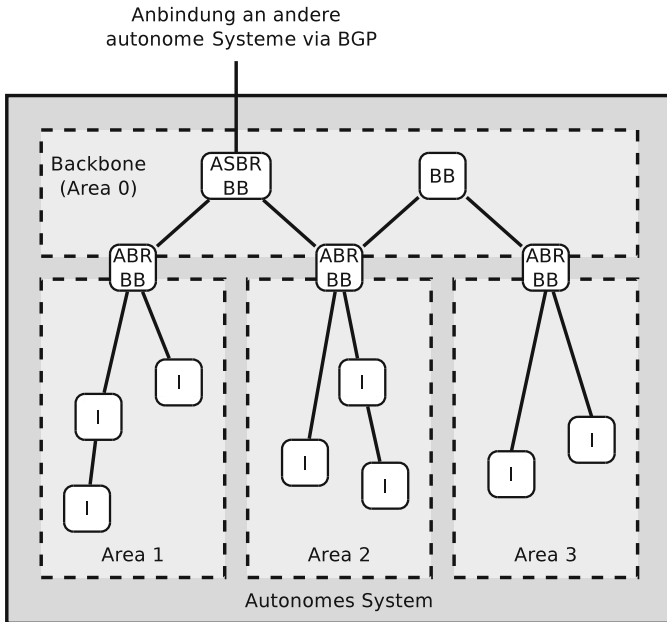 Anbindung an andere
autonome Systeme via BGP
Backbone
(Area 0)
ASBR
BB
BB
ABR
BB
ABR
BB
ABR
BB
I
I
I
I
I
I
I
I
Area 1
Area 2
Area 3
Autonomes System